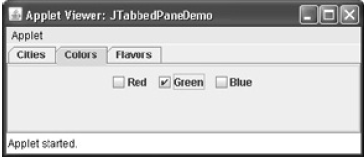 Applet Viewer: JTabbedPaneDemo
Applet
Cities Colors Flavors
Red Green Blue
Applet started.